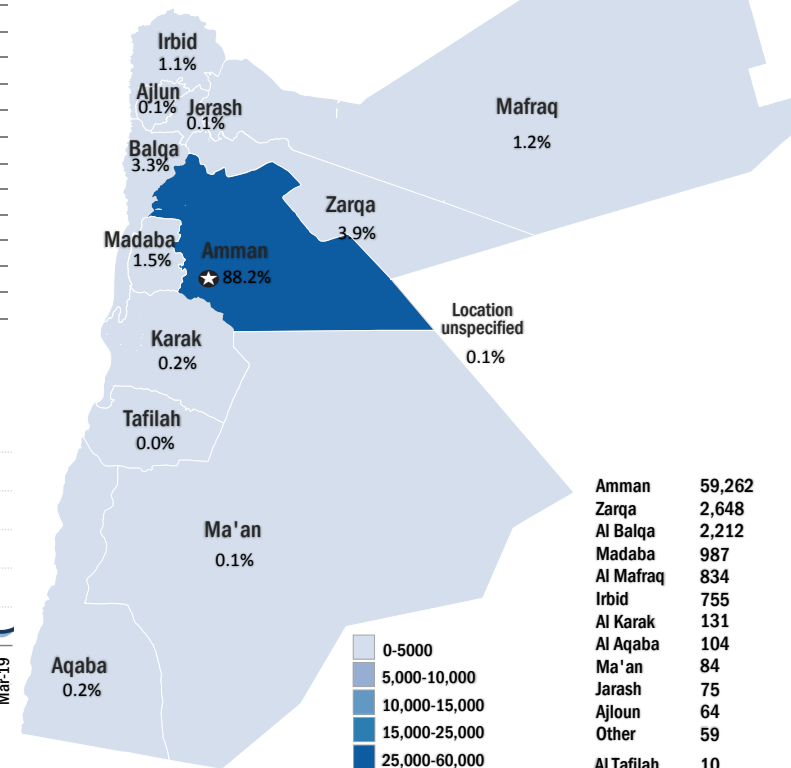 Irbid
1.1%
Ajlun
0.1%
Jerash
0.1%
Mafraq
1.2%
Balqa
3.3%
Zarqa
3.9%
Madaba
1.5%
Amman
88.2%
Location
unspecified
0.1%
Karak
0.2%
Tafilah
0.0%
Ma'an
0.1%
Aqaba
0.2%
Mar-19
0-5000
5,000-10,000
10,000-15,000
15,000-25,000
25,000-60,000
Amman 59,262
Zarqa 2,648
Al Balqa 2,212
Madaba 987
Al Mafraq 834
Irbid 755
Al Karak 131
Al Aqaba 104
Ma'an 84
Jarash 75
Ajloun 64
Other 59
Al Tafilah 10